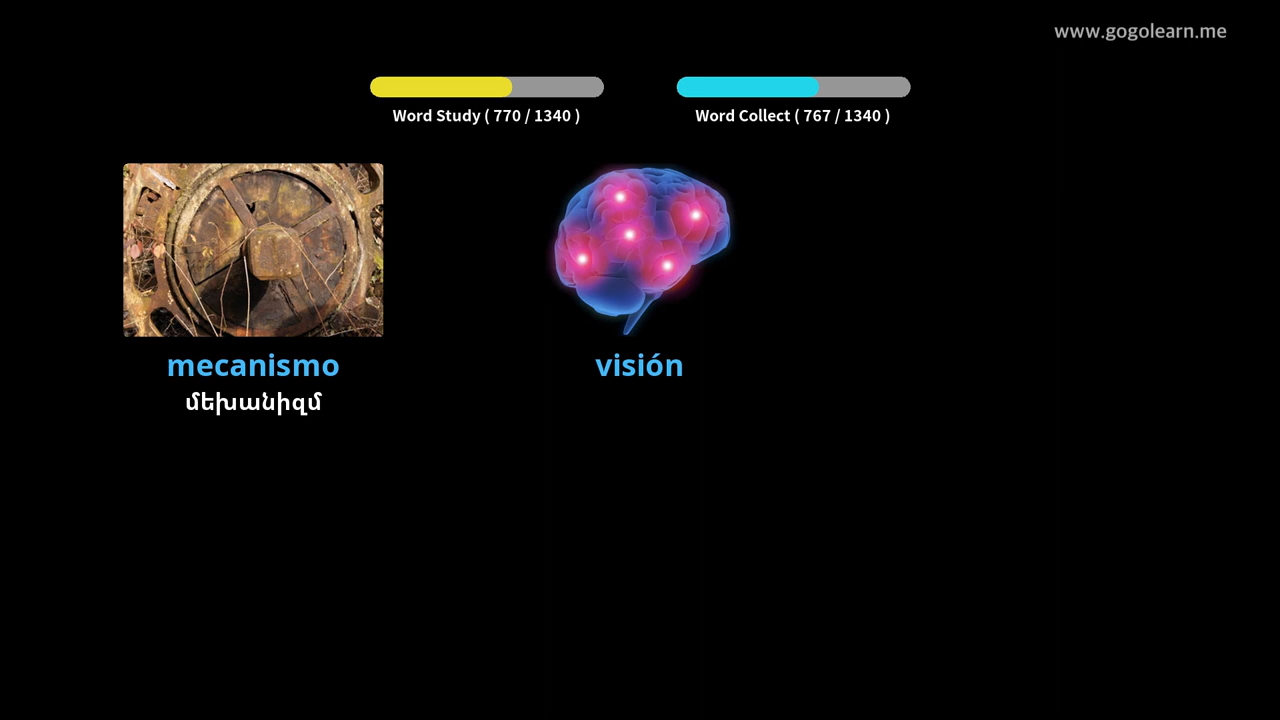 www.gogolearn.me
Word Study ( 770 / 1340 )
Word Collect ( 767 / 1340 )
mecanismo
մեխանիզմ
visión